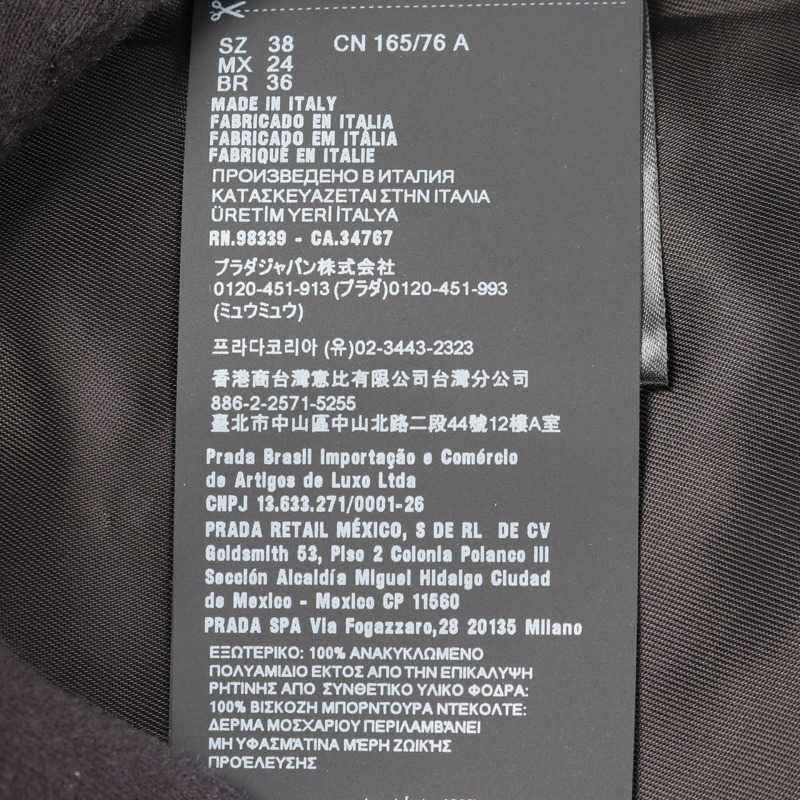 SZ 38 CN 165/76 A
MX 24
BR 36
MADE IN ITALY
FABRICADO EN ITALIA
FABRICADO EM ITÁLIA
FABRIQUÉ EN ITALIE
ПРОИЗВЕДЕНО В ИТАЛИЯ
ΚΑΤΑΣΚΕΥΑΖΕΤΑΙ ΣΤΗΝ ΙΤΑΛΙΑ
ÜRETİM YERİ İTALYA
RN.98339 - CA.34767
プラダジャパン株式会社
0120-451-913 (プラダ)0120-451-993
(ミュウミュウ)
프라다코리아 (유)02-3443-2323
香港商台灣意比有限公司台灣分公司
886-2-2571-5255
臺北市中山區中山北路二段44號12樓A室
Prada Brasil Importação e Comércio
de Artigos de Luxo Ltda
CNPJ 13.633.271/0001-26
PRADA RETAIL MÉXICO, S DE RL DE CV
Goldsmith 53, Piso 2 Colonia Polanco III
Sección Alcaldía Miguel Hidalgo Ciudad
de Mexico - Mexico CP 11560
PRADA SPA Via Fogazzaro,28 20135 Milano
ΕΞΩΤΕΡΙΚΟ: 100% ΑΝΑΚΥΚΛΩΜΕΝΟ
ΠΟΛΥΑΜΙΔΙΟ ΕΚΤΟΣ ΑΠΟ ΤΗΝ ΕΠΙΚΑΛΥΨΗ
ΡΗΤΙΝΗΣ ΑΠΟ ΣΥΝΘΕΤΙΚΟ ΥΛΙΚΟ ΦΟΔΡΑ:
100% ΒΙΣΚΟΖΗ ΜΠΟΡΝΤΟΥΡΑ ΝΤΕΚΟΛΤΕ:
ΔΕΡΜΑ ΜΟΣΧΑΡΙΟΥ ΠΕΡΙΛΑΜΒΆΝΕΙ
ΜΗ ΥΦΑΣΜΆΤΙΝΑ ΜΈΡΗ ΖΩΙΚΉΣ
ΠΡΟΈΛΕΥΣΗΣ